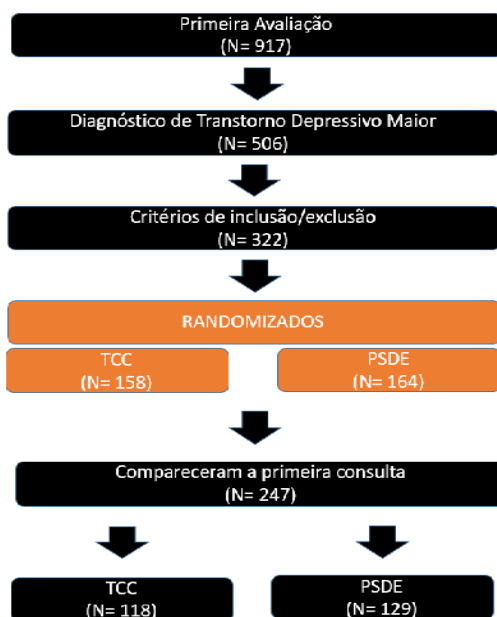 Primeira Avaliação
(N= 917)
Diagnóstico de Transtorno Depressivo Maior
(N= 506)
Critérios de inclusão/exclusão
(N= 322)
RANDOMIZADOS
TCC
(N= 158)
PSDE
(N= 164)
Compareceram a primeira consulta
(N= 247)
TCC
(N= 118)
PSDE
(N= 129)